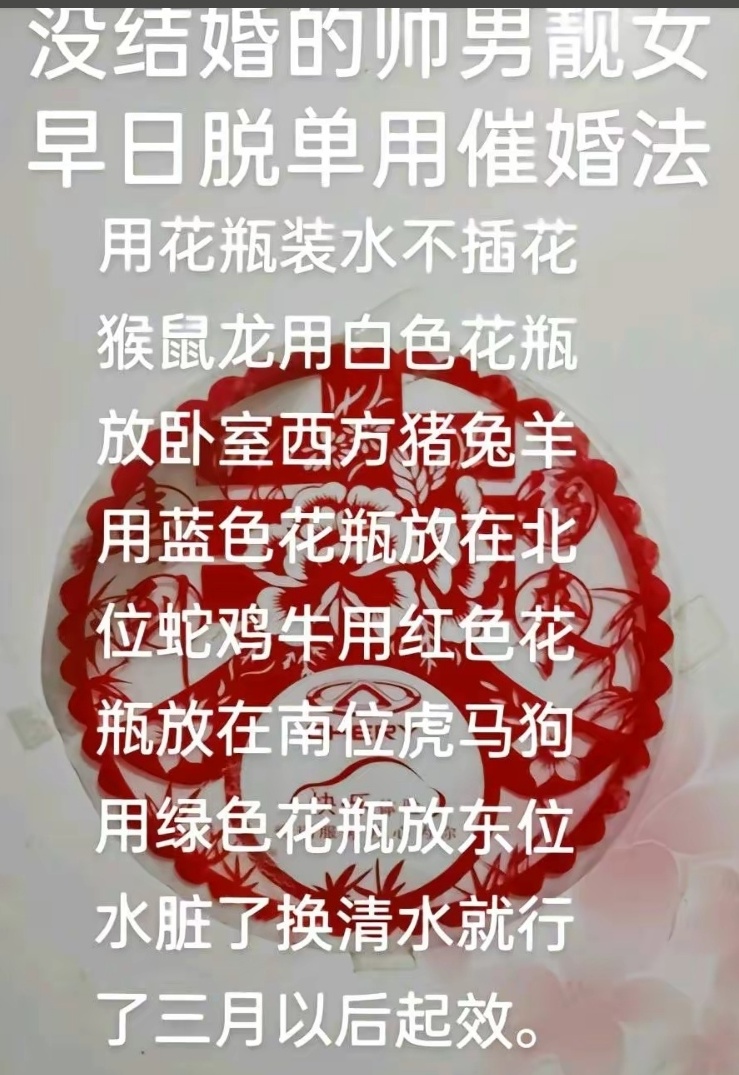 没结婚的帅男靓女
早日脱单用催婚法
用花瓶装水不插花
猴鼠龙用白色花瓶
放卧室西方猪兔羊
用蓝色花瓶放在北
位蛇鸡牛用红色花
瓶放在南位虎马狗
用绿色花瓶放东位
水脏了换清水就行
了三月以后起效。